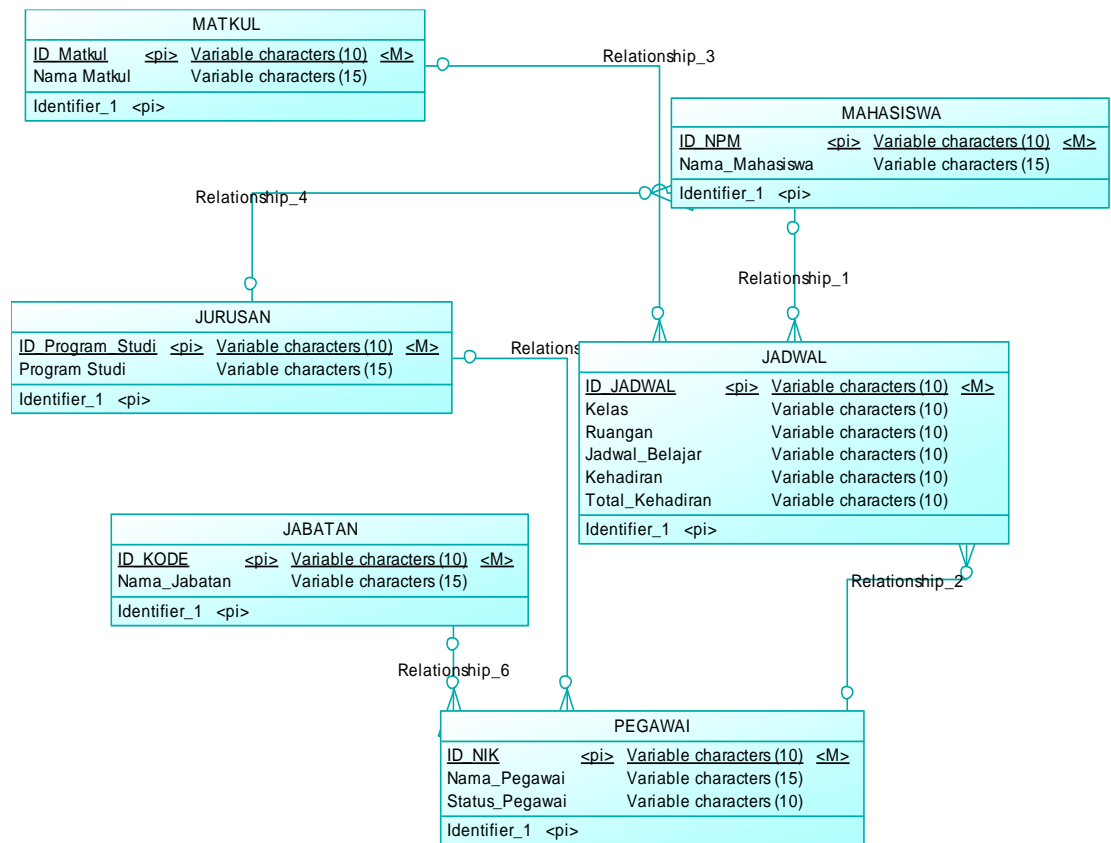 MATKUL
ID_Matkul <pi> Variable characters (10) <M>
Nama Matkul Variable characters (15)
Identifier_1 <pi>
Relationship_3
MAHASISWA
ID_NPM <pi> Variable characters (10) <M>
Nama_Mahasiswa Variable characters (15)
Identifier_1 <pi>
Relationship_4
Relationship_1
JURUSAN
ID_Program_Studi <pi> Variable characters (10) <M>
Program Studi Variable characters (15)
Identifier_1 <pi>
Relations
JADWAL
ID_JADWAL <pi> Variable characters (10) <M>
Kelas Variable characters (10)
Ruangan Variable characters (10)
Jadwal_Belajar Variable characters (10)
Kehadiran Variable characters (10)
Total_Kehadiran Variable characters (10)
Identifier_1 <pi>
JABATAN
ID_KODE <pi> Variable characters (10) <M>
Nama_Jabatan Variable characters (15)
Identifier_1 <pi>
Relationship_2
Relationship_6
PEGAWAI
ID_NIK <pi> Variable characters (10) <M>
Nama_Pegawai Variable characters (15)
Status_Pegawai Variable characters (10)
Identifier_1 <pi>